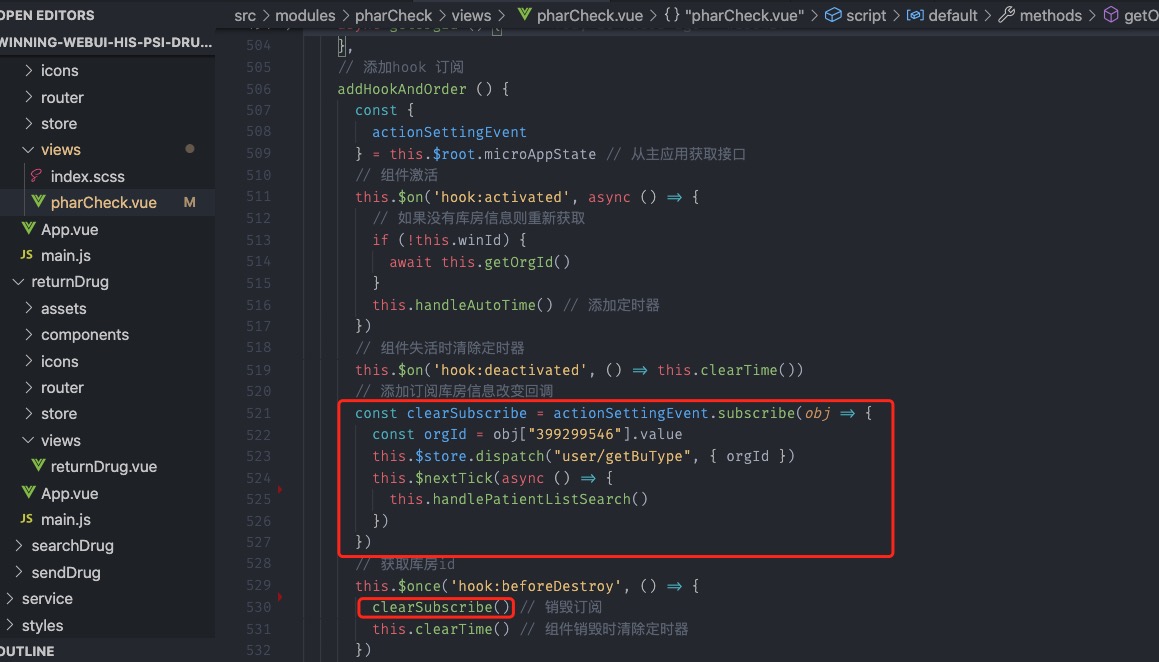 OPEN EDITORS
WINNING-WEBUI-HIS-PSI-DRU...
icons
router
store
views
index.scss
pharCheck.vue M
App.vue
JS main.js
returnDrug
assets
components
icons
router
store
views
returnDrug.vue
App.vue
JS main.js
searchDrug
sendDrug
service
styles
OUTLINE
src > modules > pharCheck > views > pharCheck.vue > {} "pharCheck.vue" > script > default > methods > getO
504 },
505 // 添加hook 订阅
506 addHookAndOrder () {
507 const {
508 actionSettingEvent
509 } = this.$root.microAppState // 从主应用获取接口
510 // 组件激活
511 this.$on('hook:activated', async () => {
512 // 如果没有库房信息则重新获取
513 if (!this.winId) {
514 await this.getOrgId()
515 }
516 this.handleAutoTime() // 添加定时器
517 })
518 // 组件失活时清除定时器
519 this.$on('hook:deactivated', () => this.clearTime())
520 // 添加订阅库房信息改变回调
521 const clearSubscribe = actionSettingEvent.subscribe(obj => {
522 const orgId = obj["399299546"].value
523 this.$store.dispatch("user/getBuType", { orgId })
524 this.$nextTick(async () => {
525 this.handlePatientListSearch()
526 })
527 })
528 // 获取库房id
529 this.$once('hook:beforeDestroy', () => {
530 clearSubscribe() // 销毁订阅
531 this.clearTime() // 组件销毁时清除定时器
532 })